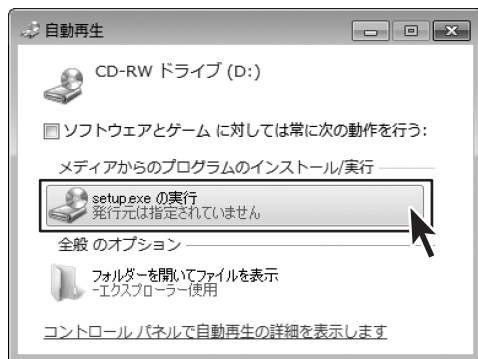 自動再生
CD-RW ドライブ (D:)
ソフトウェアとゲーム に対しては常に次の動作を行う:
メディアからのプログラムのインストール/実行
setup.exe の実行
発行元は指定されていません
全般 のオプション
フォルダーを開いてファイルを表示
-エクスプローラー使用
コントロール パネルで自動再生の詳細を表示します